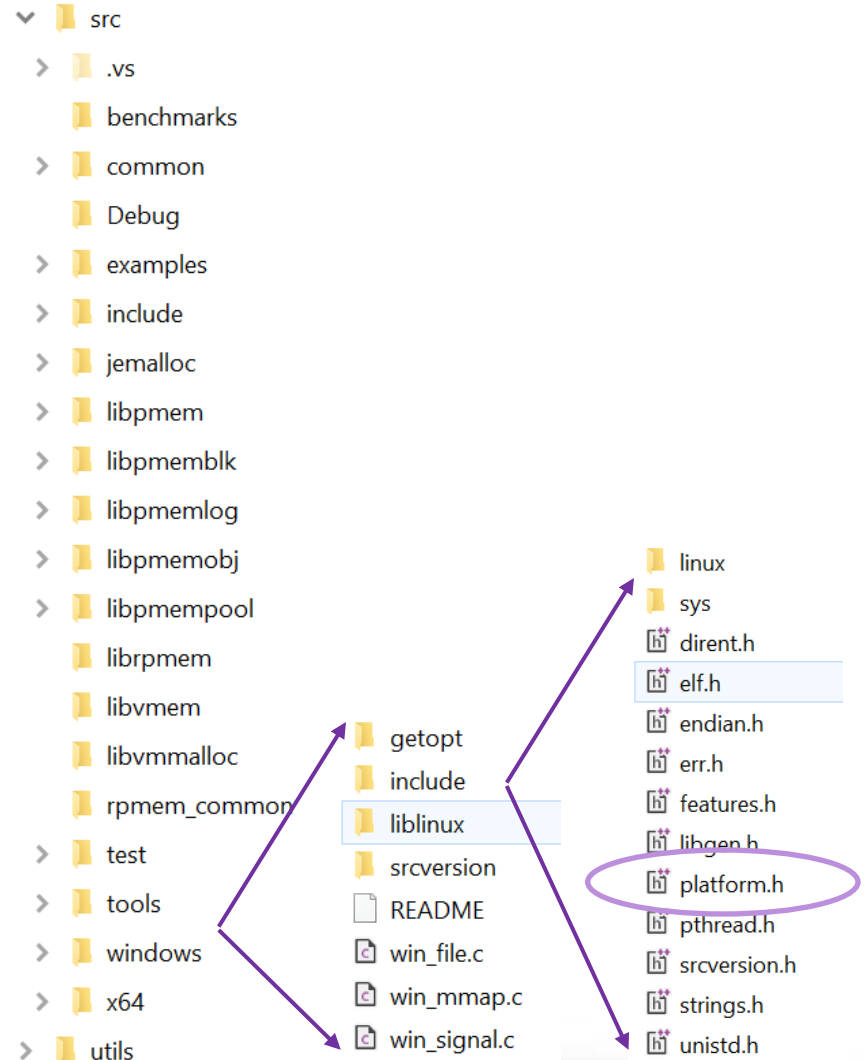 src
.vs
benchmarks
common
Debug
examples
include
jemalloc
libpmem
libpmemblk
libpmemlog
libpmemobj
libpmempool
librpmem
libvmem
libvmmalloc
rpmem_common
test
tools
windows
x64
utils
getopt
include
liblinux
srcversion
README
win_file.c
win_mmap.c
win_signal.c
linux
sys
dirent.h
elf.h
endian.h
err.h
features.h
libgen.h
platform.h
pthread.h
srcversion.h
strings.h
unistd.h